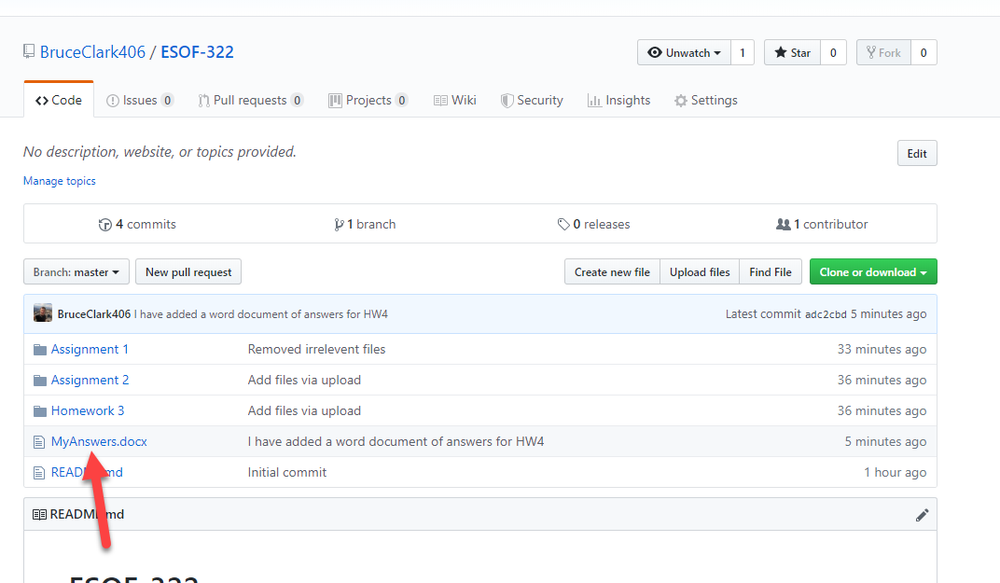 BruceClark406 / ESOF-322
Unwatch 1 Star 0 Fork 0
Code Issues 0 Pull requests 0 Projects 0 Wiki Security Insights Settings
No description, website, or topics provided.
Edit
Manage topics
4 commits 1 branch 0 releases 1 contributor
Branch: master New pull request Create new file Upload files Find File Clone or download
BruceClark406 I have added a word document of answers for HW4 Latest commit adc2cbd 5 minutes ago
Assignment 1 Removed irrelevent files 33 minutes ago
Assignment 2 Add files via upload 36 minutes ago
Homework 3 Add files via upload 36 minutes ago
MyAnswers.docx I have added a word document of answers for HW4 5 minutes ago
README.md Initial commit 1 hour ago
README.md
ESOF-322